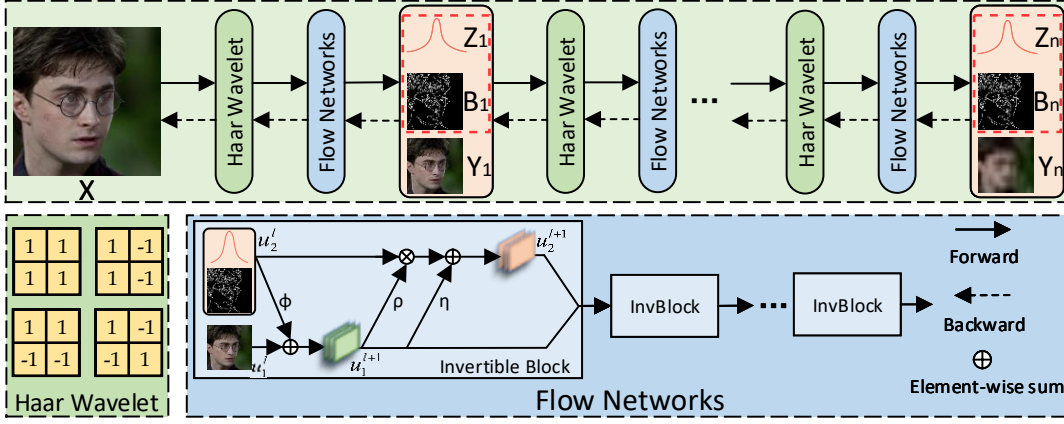 X
Haar Wavelet
Flow Networks
Z1
B1
Y1
Haar Wavelet
Flow Networks
...
Haar Wavelet
Flow Networks
Zn
Bn
Yn
1 1
1 1
1 -1
1 -1
1 1
-1 -1
1 -1
-1 1
Haar Wavelet
u₂ˡ
ϕ
u₁ˡ
ρ
η
u₂ˡ⁺¹
u₁ˡ⁺¹
Invertible Block
InvBlock
...
InvBlock
Flow Networks
Forward
Backward
Element-wise sum